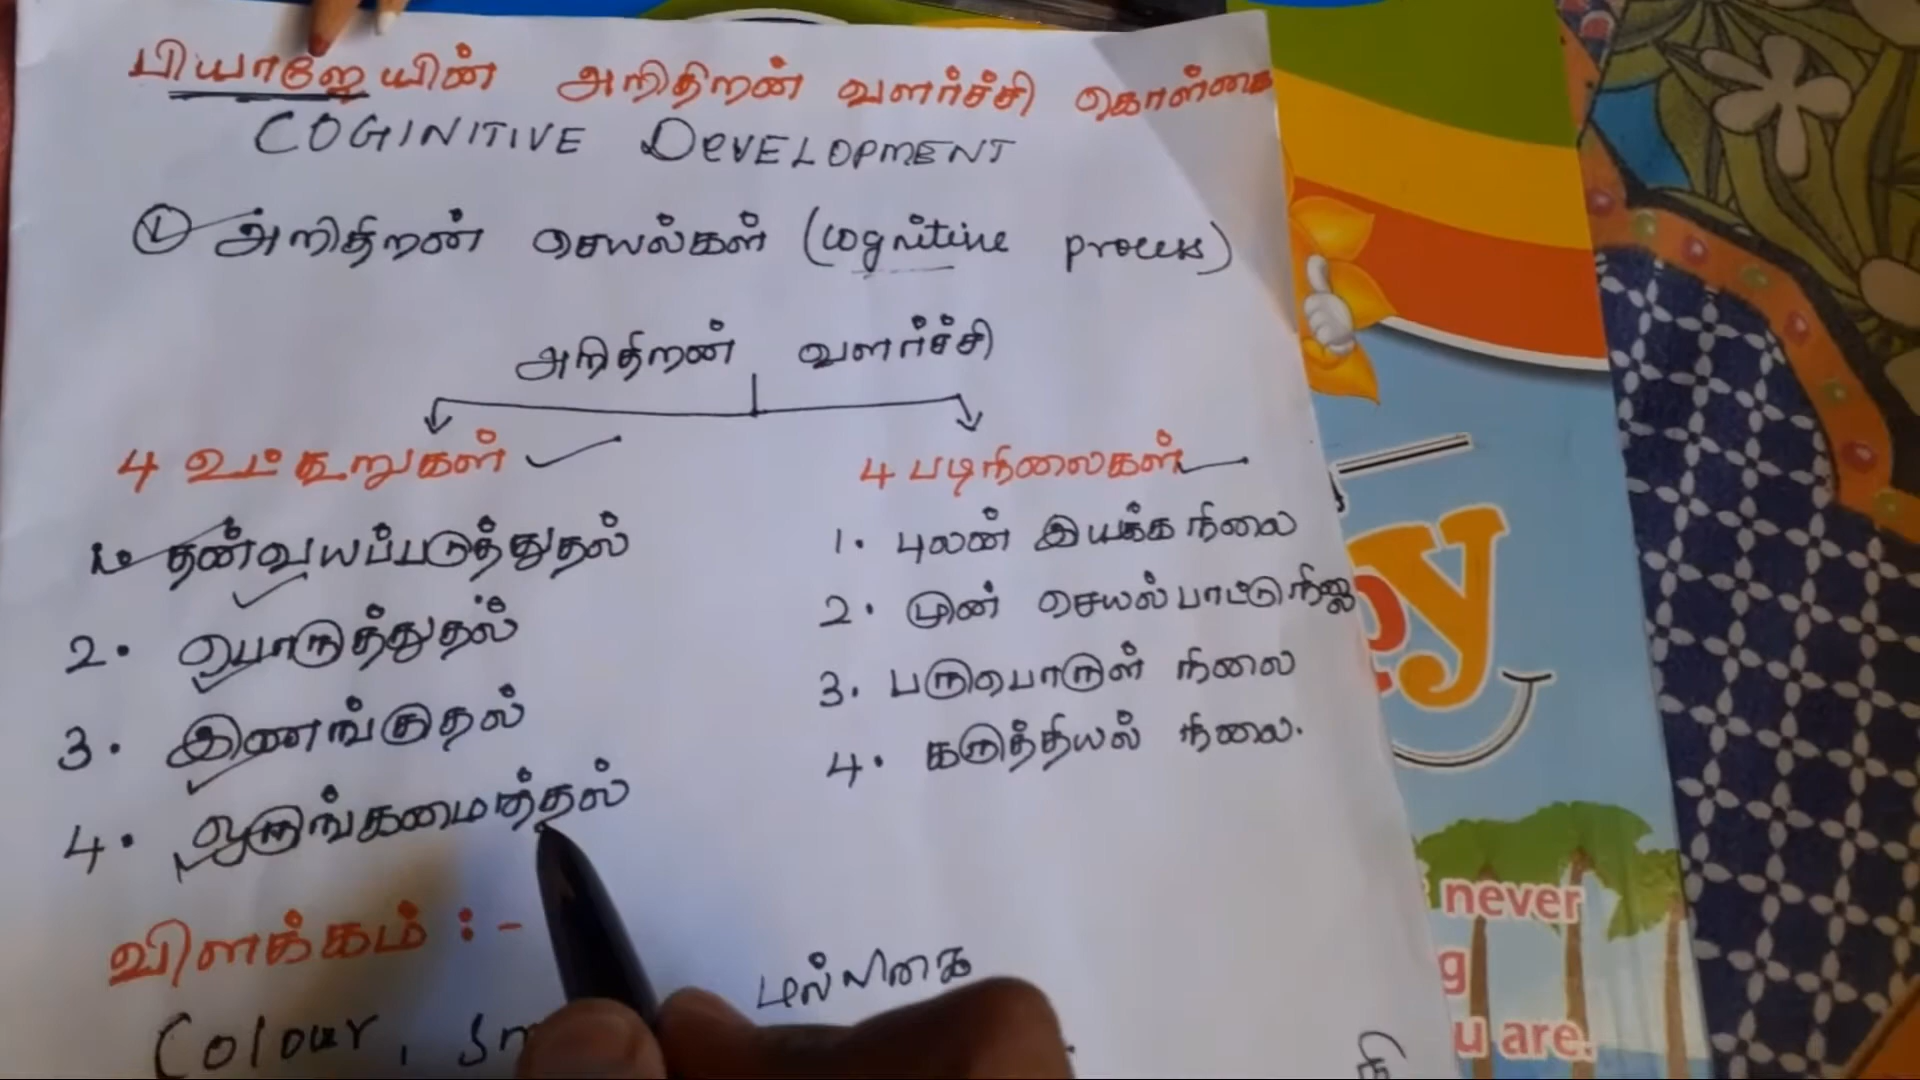 பியாஜேயின் அறிதிறன் வளர்ச்சி கொள்கை
COGINITIVE DEVELOPMENT
① அறிதிறன் செயல்கள் (cognitive process)
அறிதிறன் வளர்ச்சி
4 உட்கூறுகள்
1. தன்வயப்படுத்துதல்
2. பொருத்துதல்
3. இணங்குதல்
4. ஒருங்கமைத்தல்
4 படிநிலைகள்
1. புலன் இயக்க நிலை
2. முன் செயல்பாட்டு நிலை
3. பருபொருள் நிலை
4. கருத்தியல் நிலை.
விளக்கம் :-
மல்லிகை
Colour,
never
g
u are.